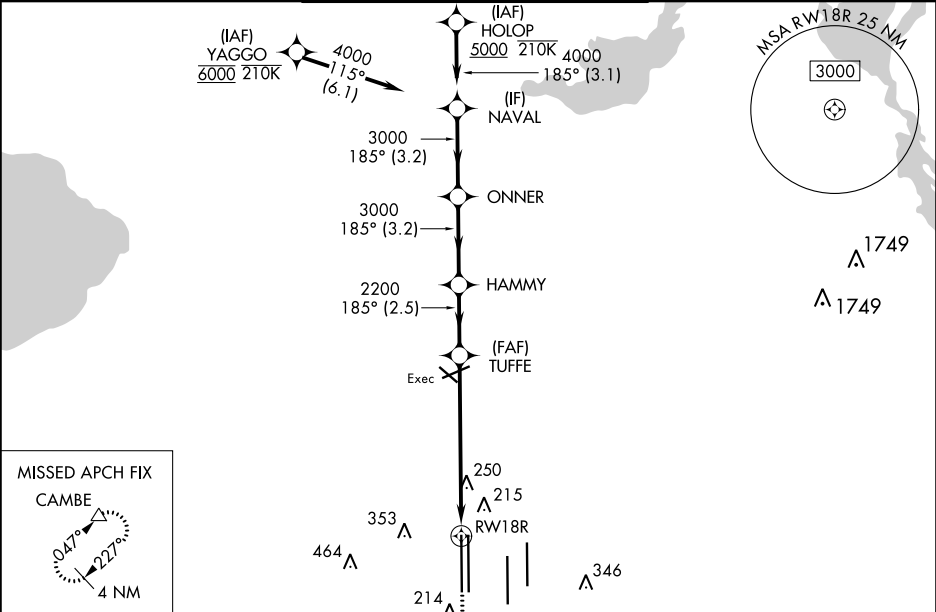 (IAF)
YAGGO
6000 210K
4000
115°
(6.1)
(IAF)
HOLOP
5000 210K
4000
185° (3.1)
(IF)
NAVAL
3000
185° (3.2)
ONNER
3000
185° (3.2)
HAMMY
2200
185° (2.5)
(FAF)
TUFFE
Exec
250
215
RW18R
353
464
346
214
MSA RW18R 25 NM
3000
1749
1749
MISSED APCH FIX
CAMBE
047°
227°
4 NM